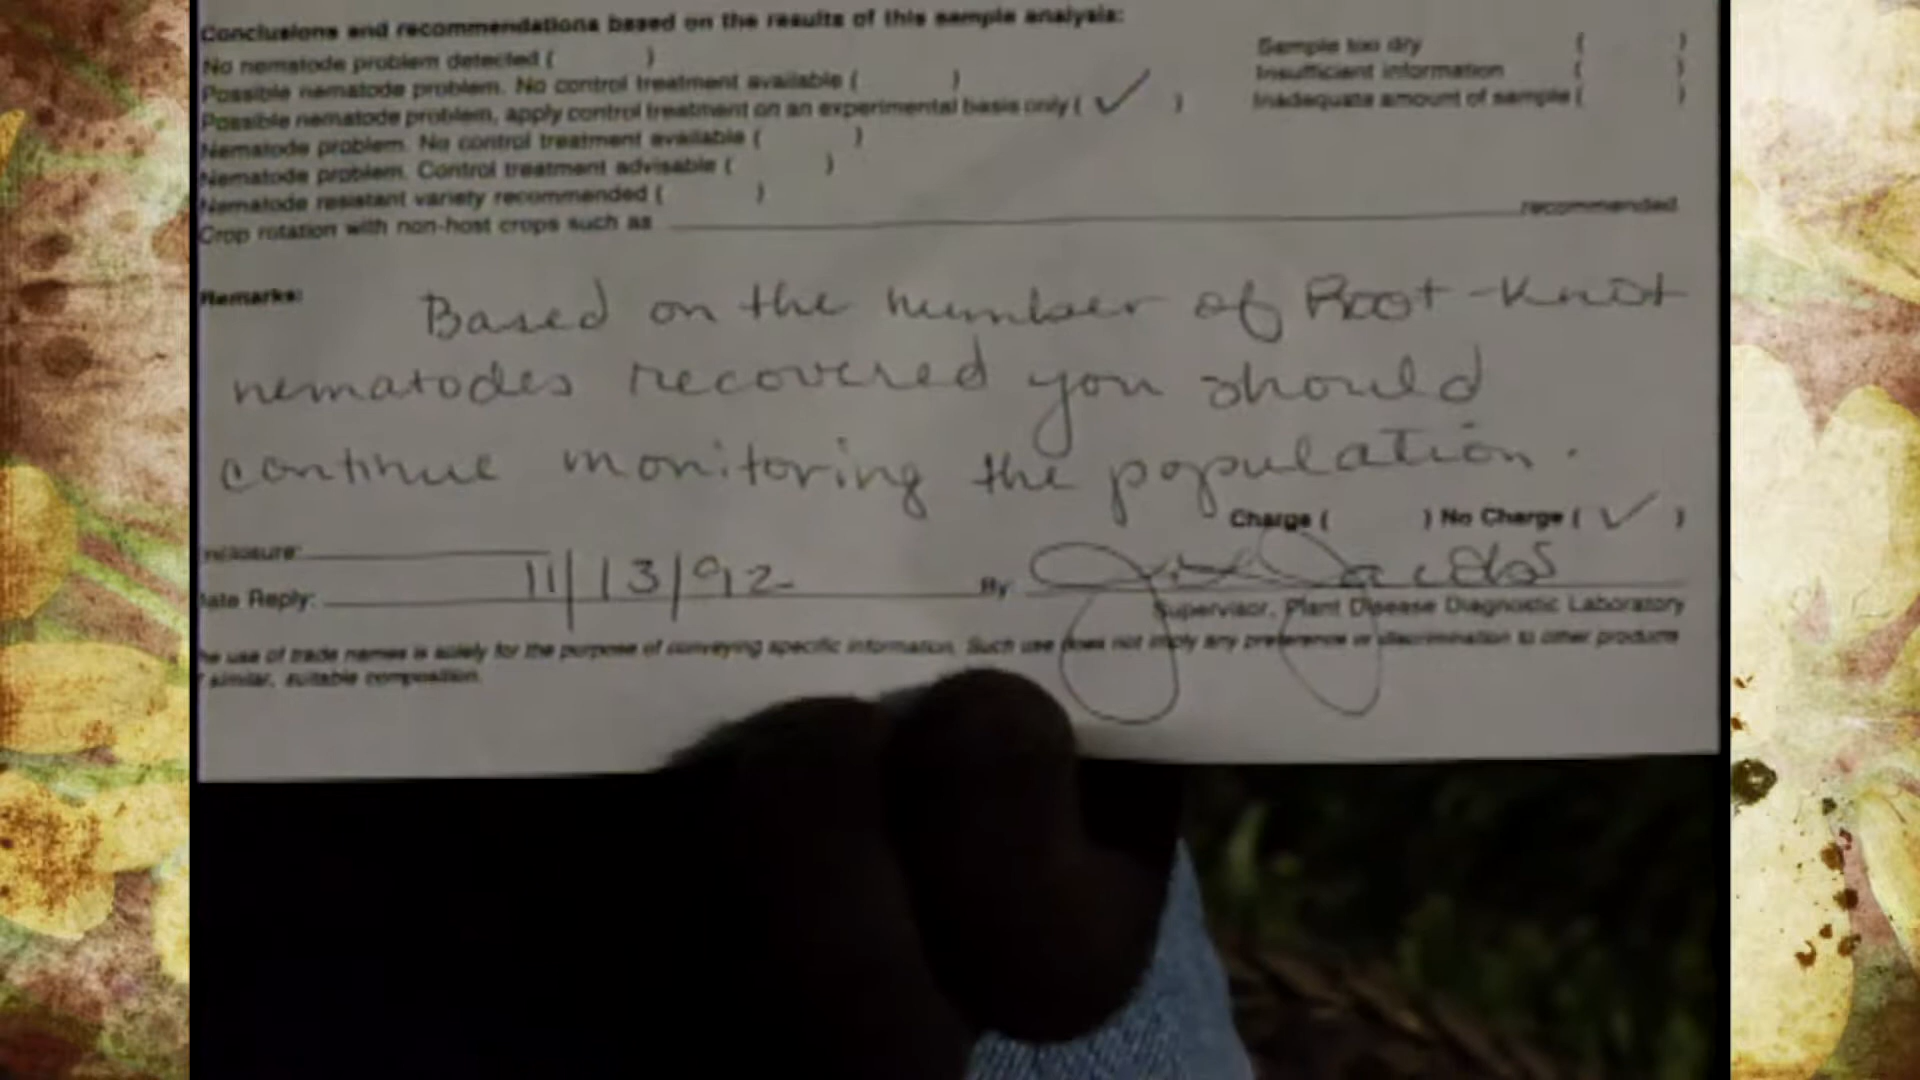 Conclusions and recommendations based on the results of this sample analysis:
No nematode problem detected ( )
Possible nematode problem. No control treatment available ( )
Possible nematode problem, apply control treatment on an experimental basis only ( ✓ )
Nematode problem. No control treatment available ( )
Nematode problem. Control treatment advisable ( )
Nematode resistant variety recommended ( )
Crop rotation with non-host crops such as recommended
Sample too dry ( )
Insufficient information ( )
Inadequate amount of sample ( )
Remarks: Based on the number of Root-Knot
nematodes recovered you should
continue monitoring the population.
Charge ( ) No Charge ( ✓ )
nclosure:
ate Reply: 11/13/92 By Jacobs
Supervisor, Plant Disease Diagnostic Laboratory
he use of trade names is solely for the purpose of conveying specific information. Such use does not imply any preference or discrimination to other products
similar, suitable composition.